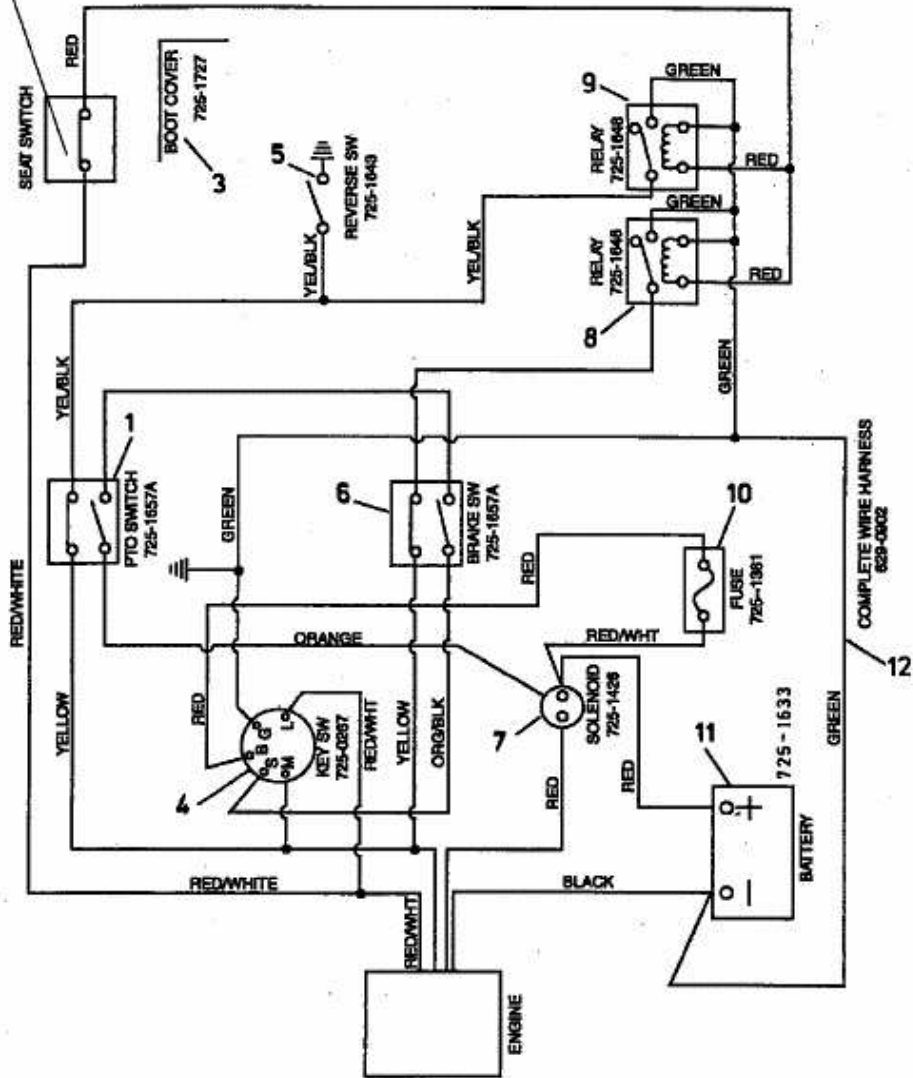 RED
SEAT SWITCH
BOOT COVER
725-1727
3
5
REVERSE SW
725-1643
YEL/BLK
YEL/BLK
9
GREEN
RELAY
725-1648
RED
GREEN
RELAY
725-1648
RED
8
GREEN
YEL/BLK
1
PTO SWITCH
725-1657A
RED/WHITE
GREEN
6
BRAKE SW
725-1657A
RED
10
FUSE
725-1381
COMPLETE WIRE HARNESS
629-0902
12
RED/WHT
ORANGE
YELLOW
RED
G
L
B
S
M
KEY SW
725-0267
4
RED/WHT
YELLOW
ORG/BLK
7
SOLENOID
725-1426
RED
RED
11
725-1633
GREEN
BATTERY
+
-
RED/WHITE
BLACK
RED/WHT
ENGINE